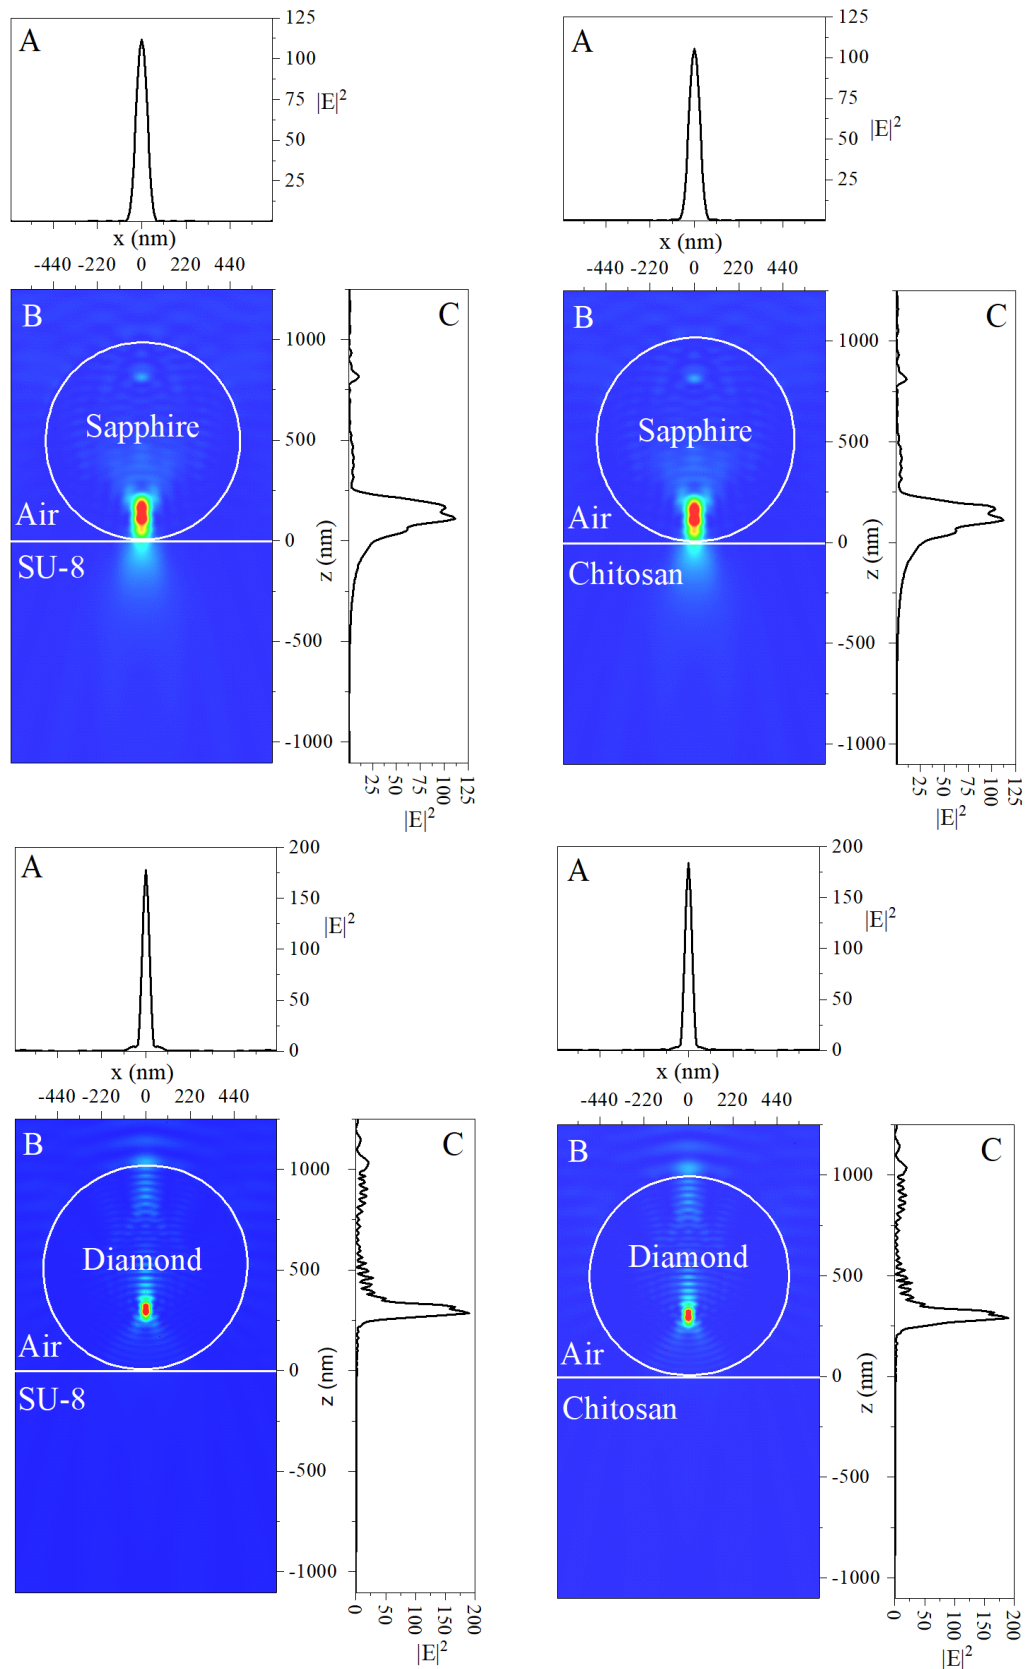 A
125
100
75
50
25
|E|²
x (nm)
-440 -220 0 220 440
B
Sapphire
Air
SU-8
1000
500
0
-500
-1000
z (nm)
C
25 50 75 100 125
|E|²
A
125
100
75
50
25
|E|²
x (nm)
-440 -220 0 220 440
B
Sapphire
Air
Chitosan
1000
500
0
-500
-1000
z (nm)
C
25 50 75 100 125
|E|²
A
200
150
100
50
0
|E|²
x (nm)
-440 -220 0 220 440
B
Diamond
Air
SU-8
1000
500
0
-500
-1000
z (nm)
C
0 50 100 150 200
|E|²
A
200
150
100
50
0
|E|²
x (nm)
-440 -220 0 220 440
B
Diamond
Air
Chitosan
1000
500
0
-500
-1000
z (nm)
C
0 50 100 150 200
|E|²